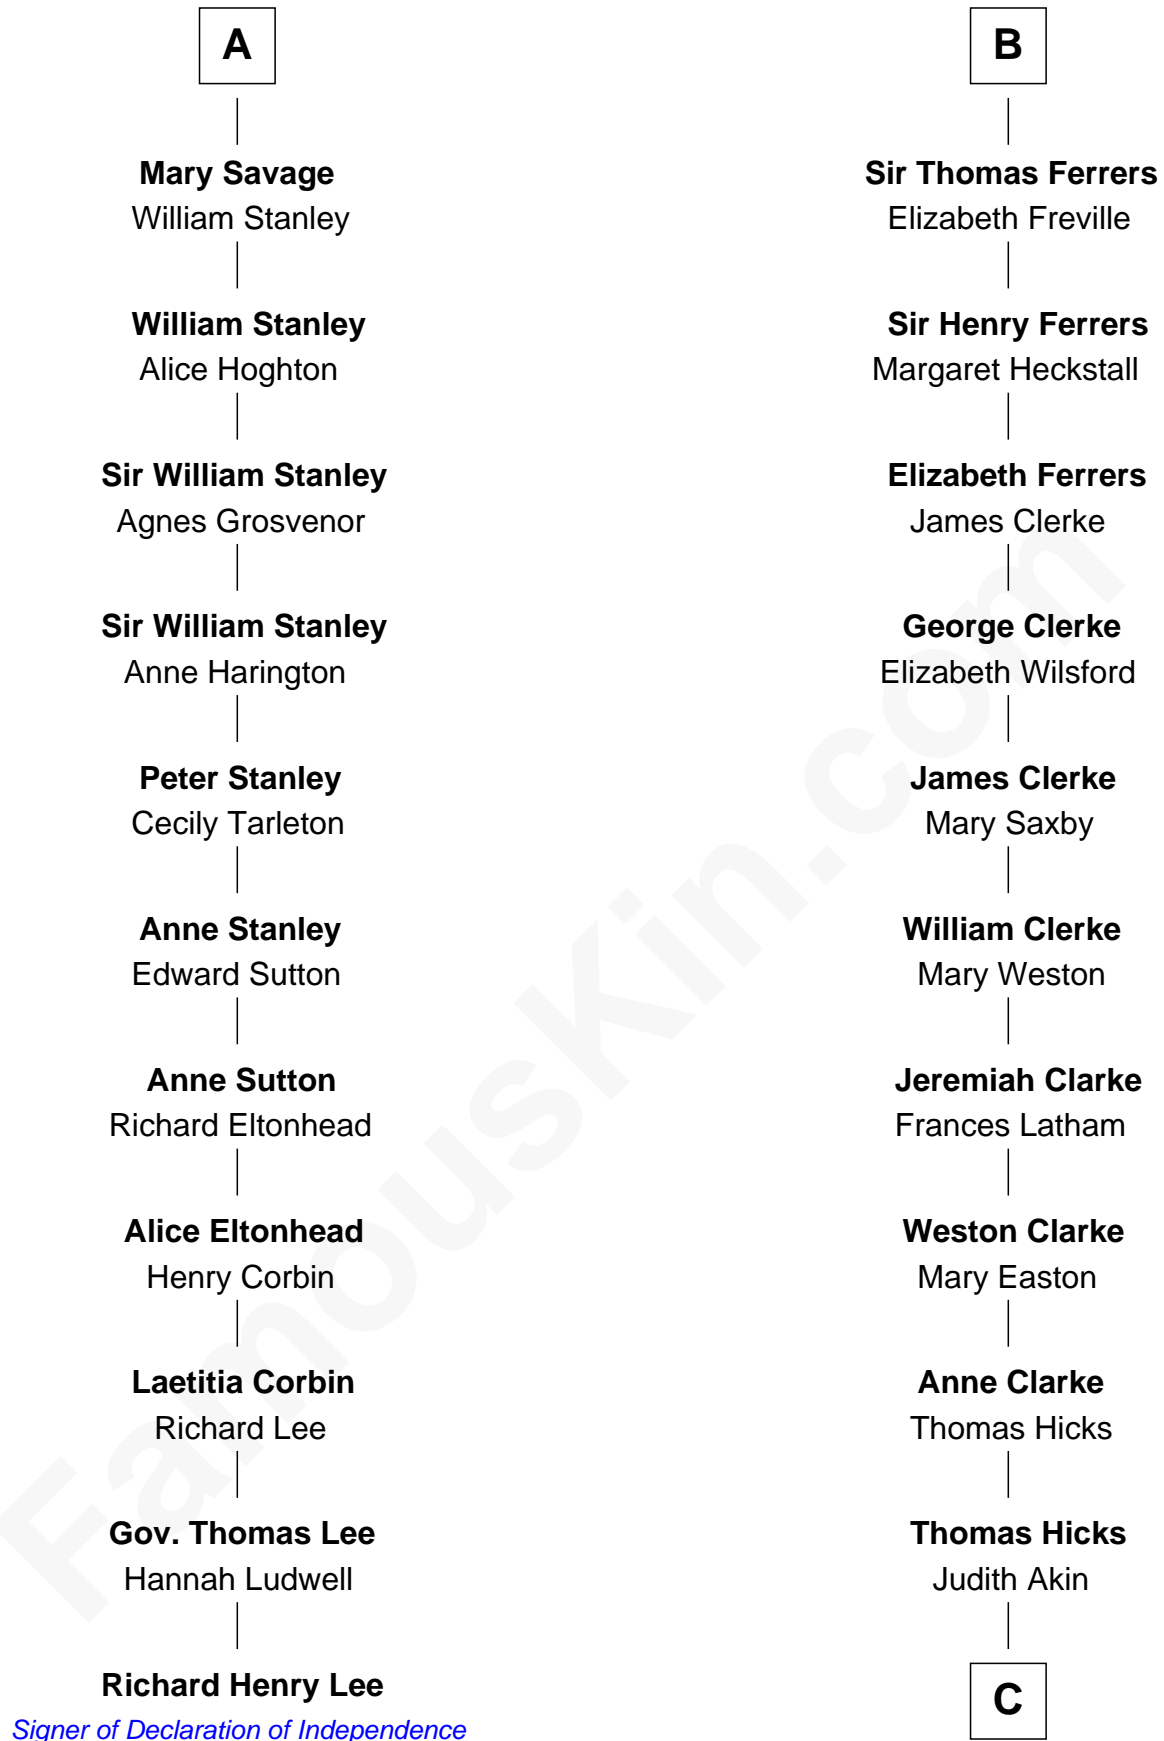 A
Mary Savage
William Stanley
William Stanley
Alice Hoghton
Sir William Stanley
Agnes Grosvenor
Sir William Stanley
Anne Harington
Peter Stanley
Cecily Tarleton
Anne Stanley
Edward Sutton
Anne Sutton
Richard Eltonhead
Alice Eltonhead
Henry Corbin
Laetitia Corbin
Richard Lee
Gov. Thomas Lee
Hannah Ludwell
Richard Henry Lee
Signer of Declaration of Independence
B
Sir Thomas Ferrers
Elizabeth Freville
Sir Henry Ferrers
Margaret Heckstall
Elizabeth Ferrers
James Clerke
George Clerke
Elizabeth Wilsford
James Clerke
Mary Saxby
William Clerke
Mary Weston
Jeremiah Clarke
Frances Latham
Weston Clarke
Mary Easton
Anne Clarke
Thomas Hicks
Thomas Hicks
Judith Akin
C
FamousKin.com